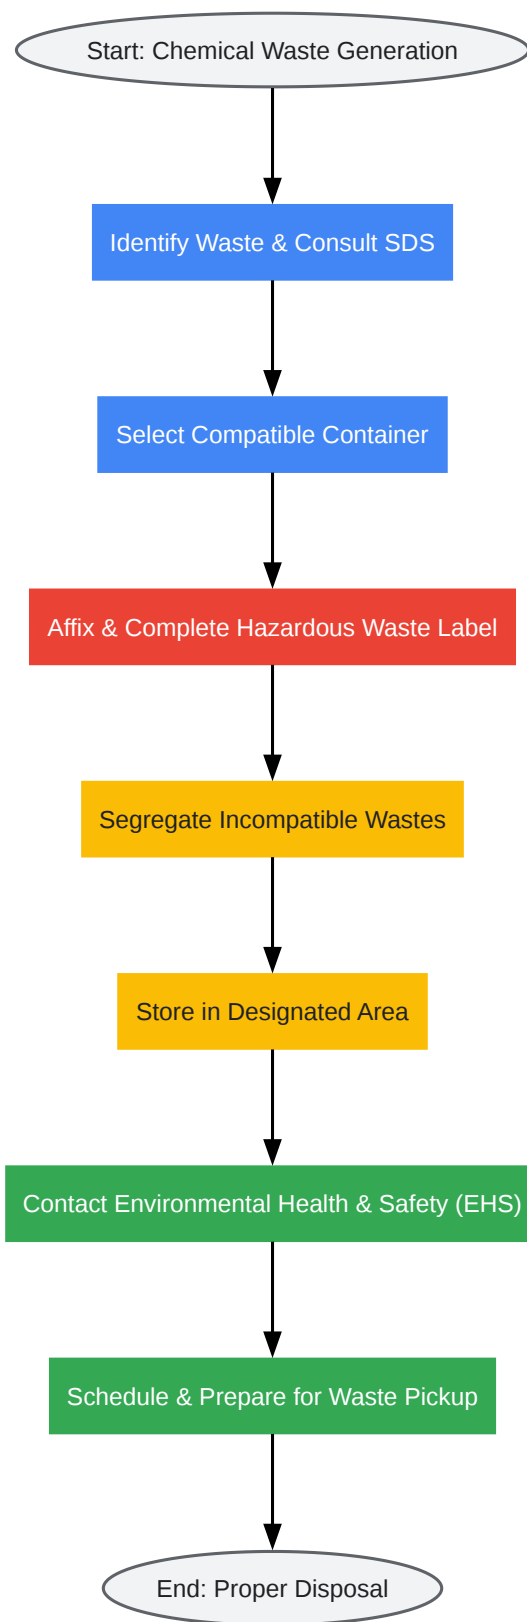 Start: Chemical Waste Generation
Identify Waste & Consult SDS
Select Compatible Container
Affix & Complete Hazardous Waste Label
Segregate Incompatible Wastes
Store in Designated Area
Contact Environmental Health & Safety (EHS)
Schedule & Prepare for Waste Pickup
End: Proper Disposal